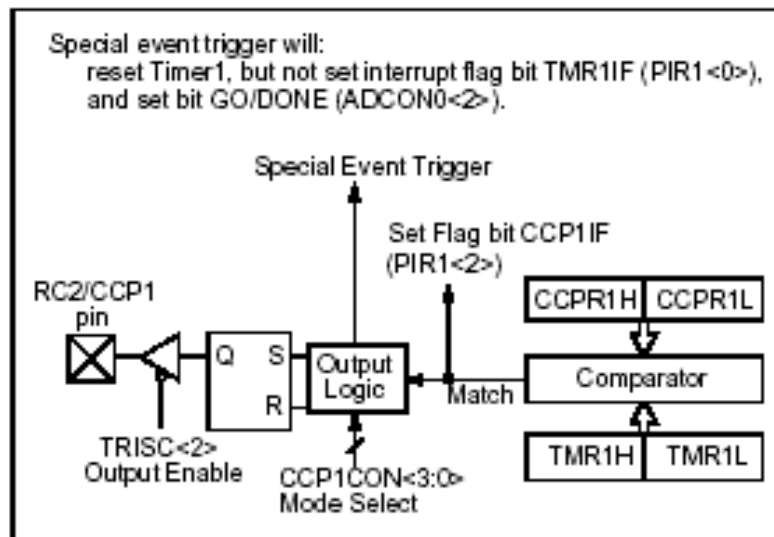 Special event trigger will:
reset Timer1, but not set interrupt flag bit TMR1IF (PIR1<0>),
and set bit GO/DONE (ADCON0<2>).
Special Event Trigger
Set Flag bit CCP1IF
(PIR1<2>)
RC2/CCP1
pin
CCPR1H CCPR1L
Q S
Output
Logic
Comparator
Match
R
TRISC<2>
Output Enable
TMR1H TMR1L
CCP1CON<3:0>
Mode Select